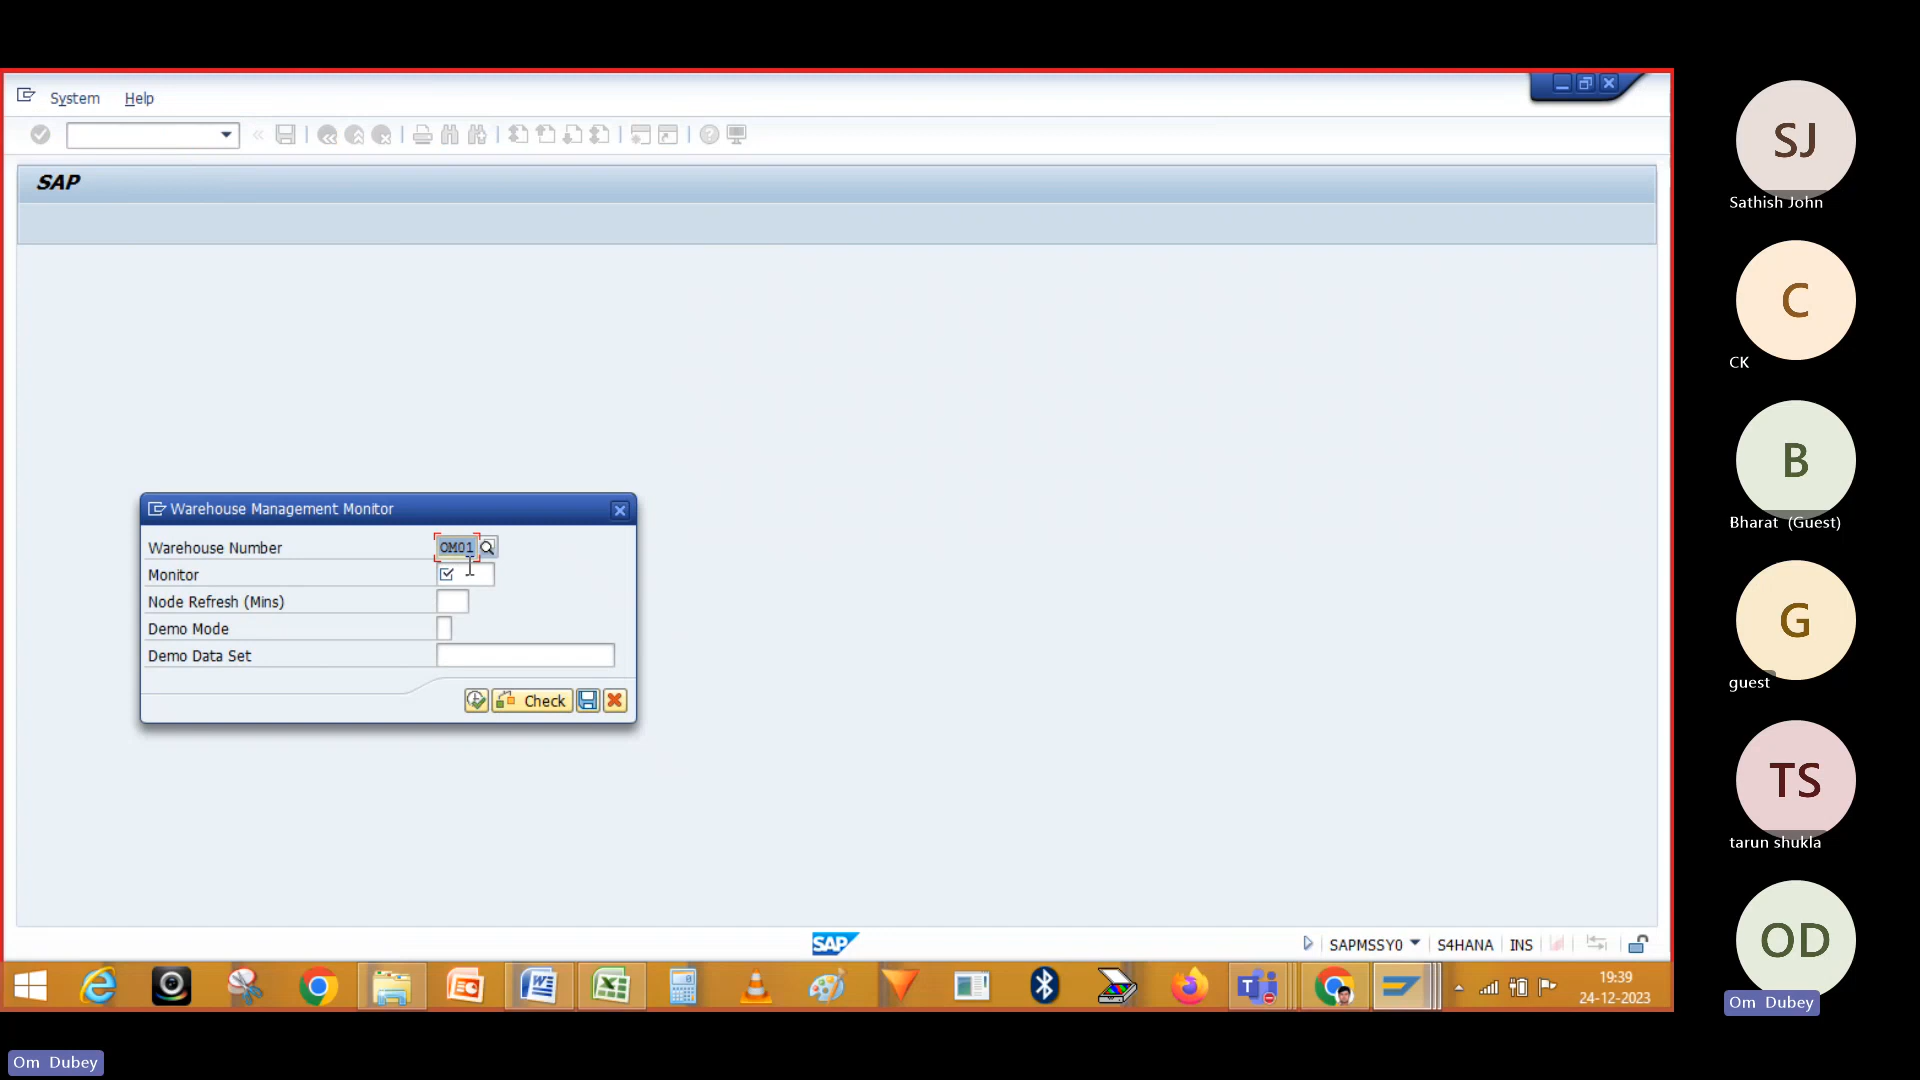 System Help
SAP
Warehouse Management Monitor
Warehouse Number OM01
Monitor
Node Refresh (Mins)
Demo Mode
Demo Data Set
Check
SAP
SAPMSSY0 S4HANA INS
19:39
24-12-2023
SJ
Sathish John
C
CK
B
Bharat (Guest)
G
guest
TS
tarun shukla
OD
Om Dubey
Om Dubey